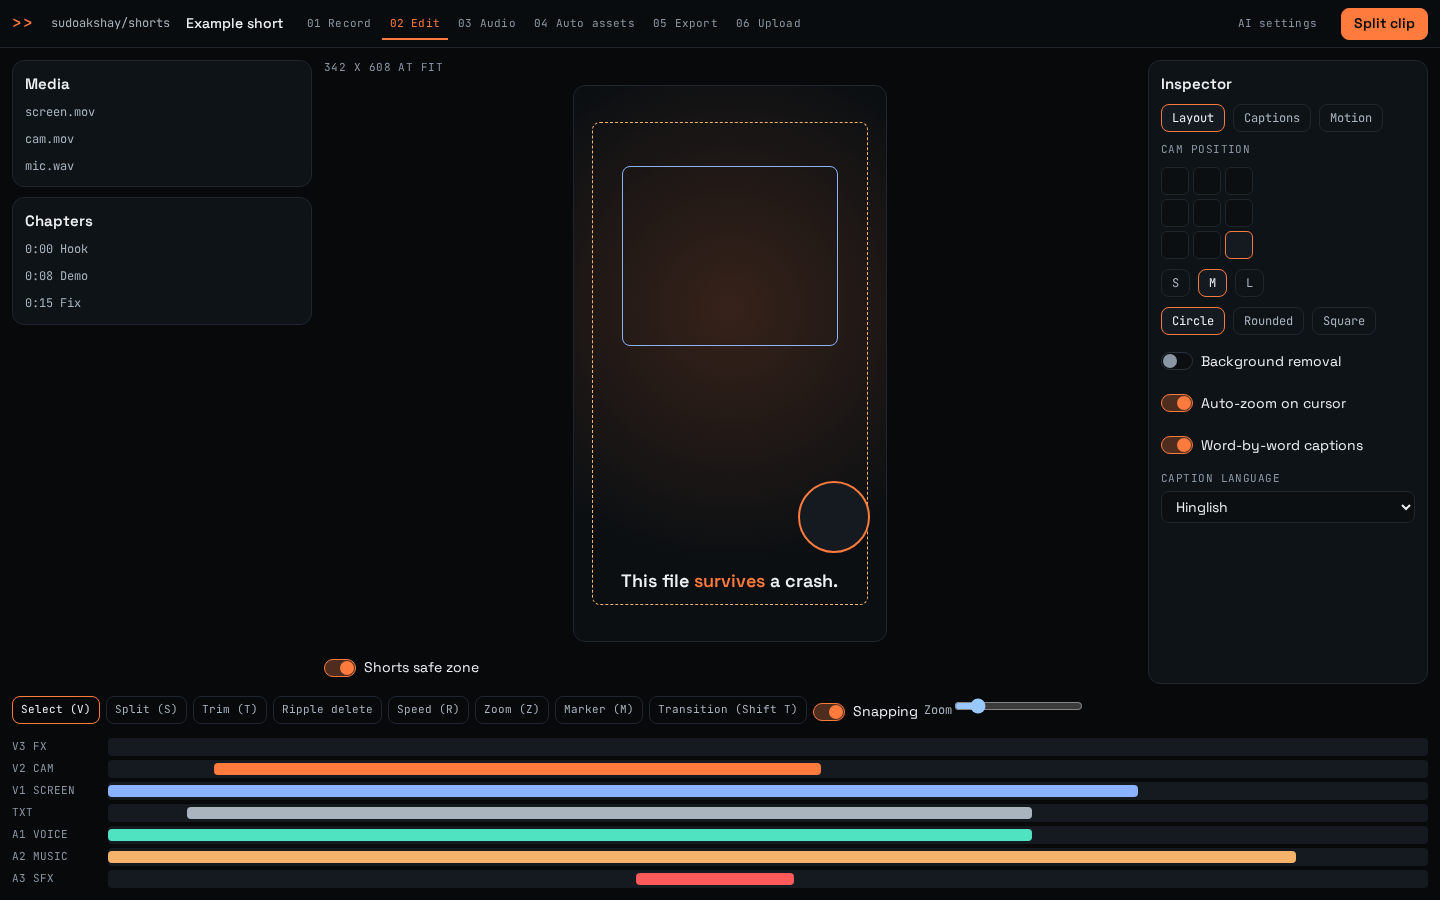 >> sudoakshay/shorts Example short 01 Record 02 Edit 03 Audio 04 Auto assets 05 Export 06 Upload AI settings Split clip
Media
screen.mov
cam.mov
mic.wav
Chapters
0:00 Hook
0:08 Demo
0:15 Fix
342 X 608 AT FIT
This file survives a crash.
Shorts safe zone
Inspector
Layout Captions Motion
CAM POSITION
S M L
Circle Rounded Square
Background removal
Auto-zoom on cursor
Word-by-word captions
CAPTION LANGUAGE
Hinglish
Select (V) Split (S) Trim (T) Ripple delete Speed (R) Zoom (Z) Marker (M) Transition (Shift T) Snapping Zoom
V3 FX
V2 CAM
V1 SCREEN
TXT
A1 VOICE
A2 MUSIC
A3 SFX